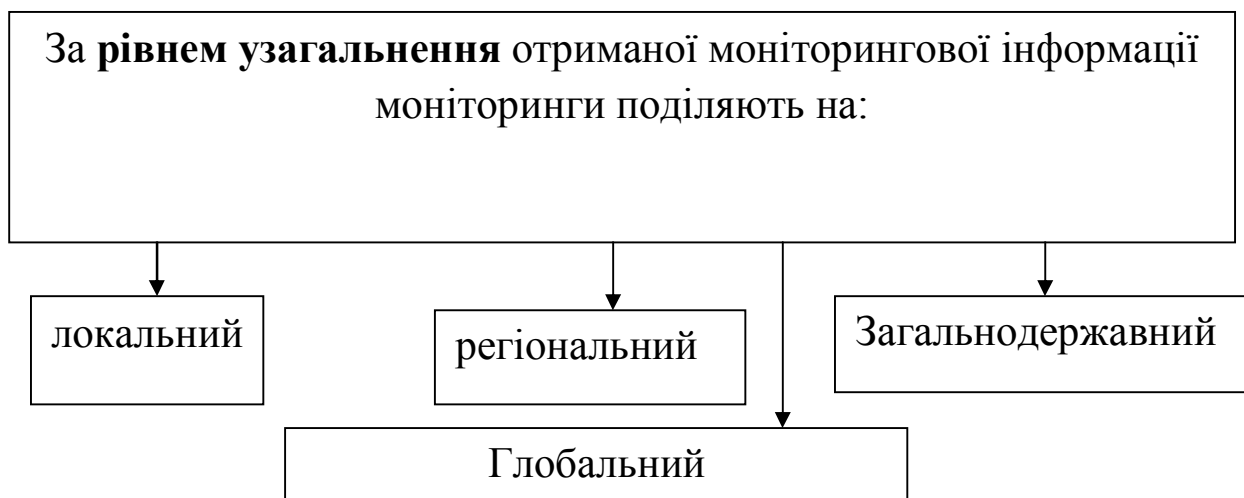 За рівнем узагальнення отриманої моніторингової інформації
моніторинги поділяють на:
локальний
регіональний
Загальнодержавний
Глобальний